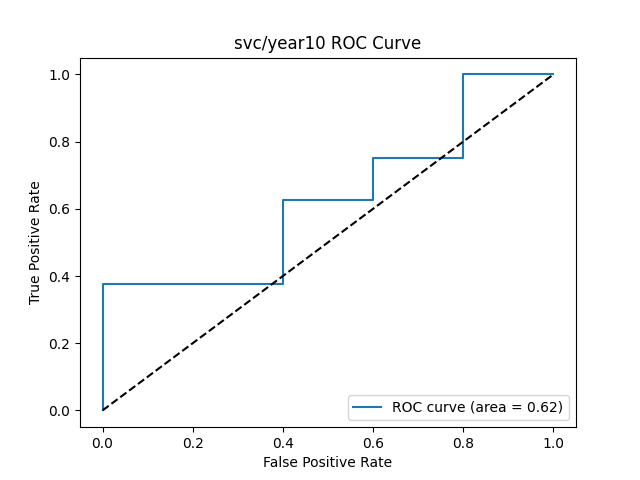 svc/year10 ROC Curve
True Positive Rate
1.0
0.8
0.6
0.4
0.2
0.0
ROC curve (area = 0.62)
0.0 0.2 0.4 0.6 0.8 1.0
False Positive Rate